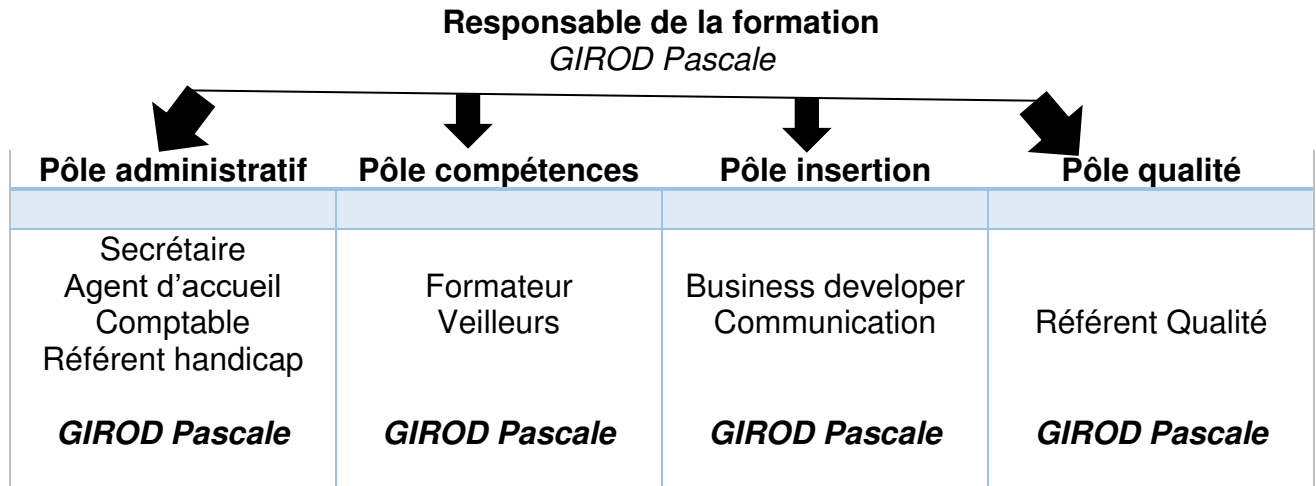 Responsable de la formation
GIROD Pascale
Pôle administratif
Pôle compétences
Pôle insertion
Pôle qualité
Secrétaire
Agent d’accueil
Comptable
Référent handicap
GIROD Pascale
Formateur
Veilleurs
GIROD Pascale
Business developer
Communication
GIROD Pascale
Référent Qualité
GIROD Pascale